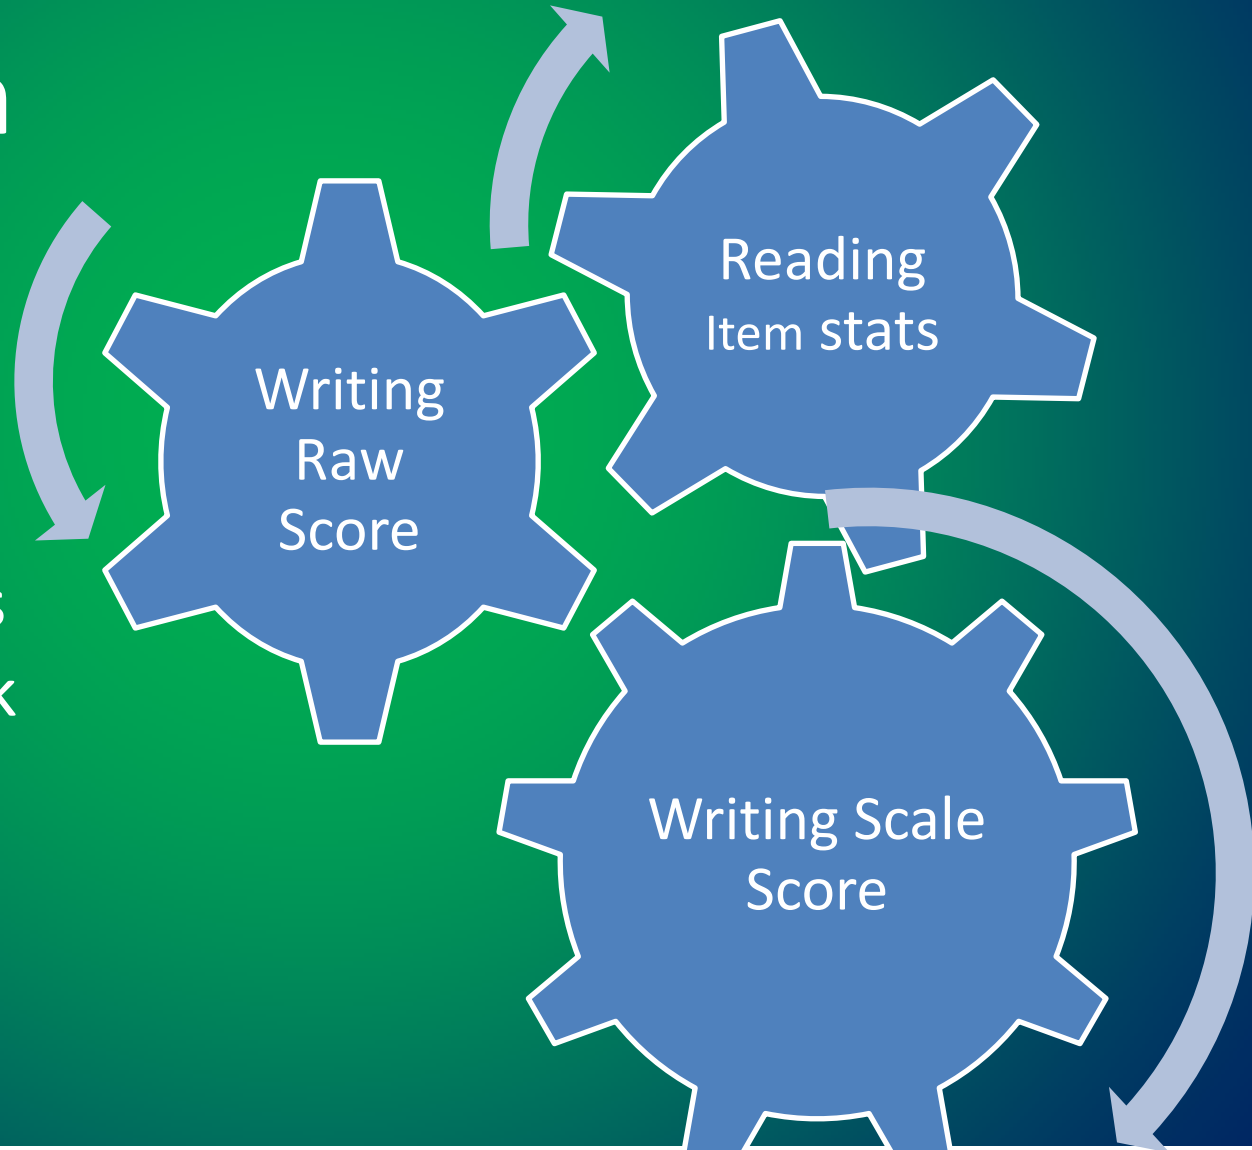 Reading
Item stats
Writing
Raw
Score
Writing Scale
Score